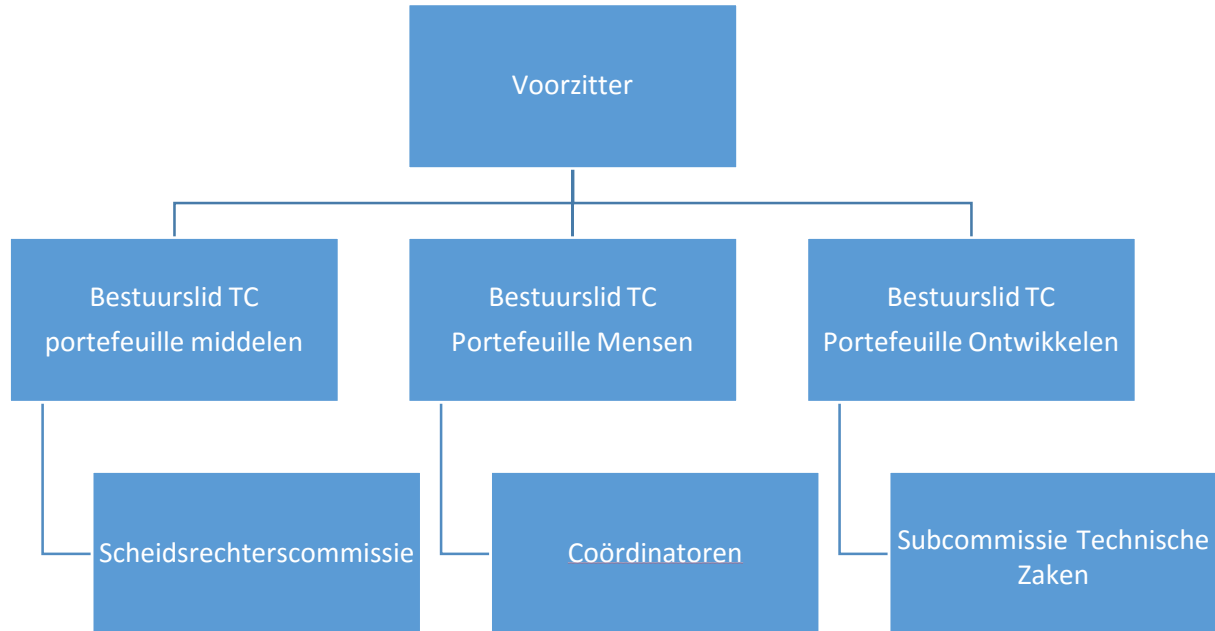 Voorzitter
Bestuurslid TC
portefeuille middelen
Bestuurslid TC
Portefeuille Mensen
Bestuurslid TC
Portefeuille Ontwikkelen
Scheidsrechterscommissie
Coördinatoren
Subcommissie Technische
Zaken